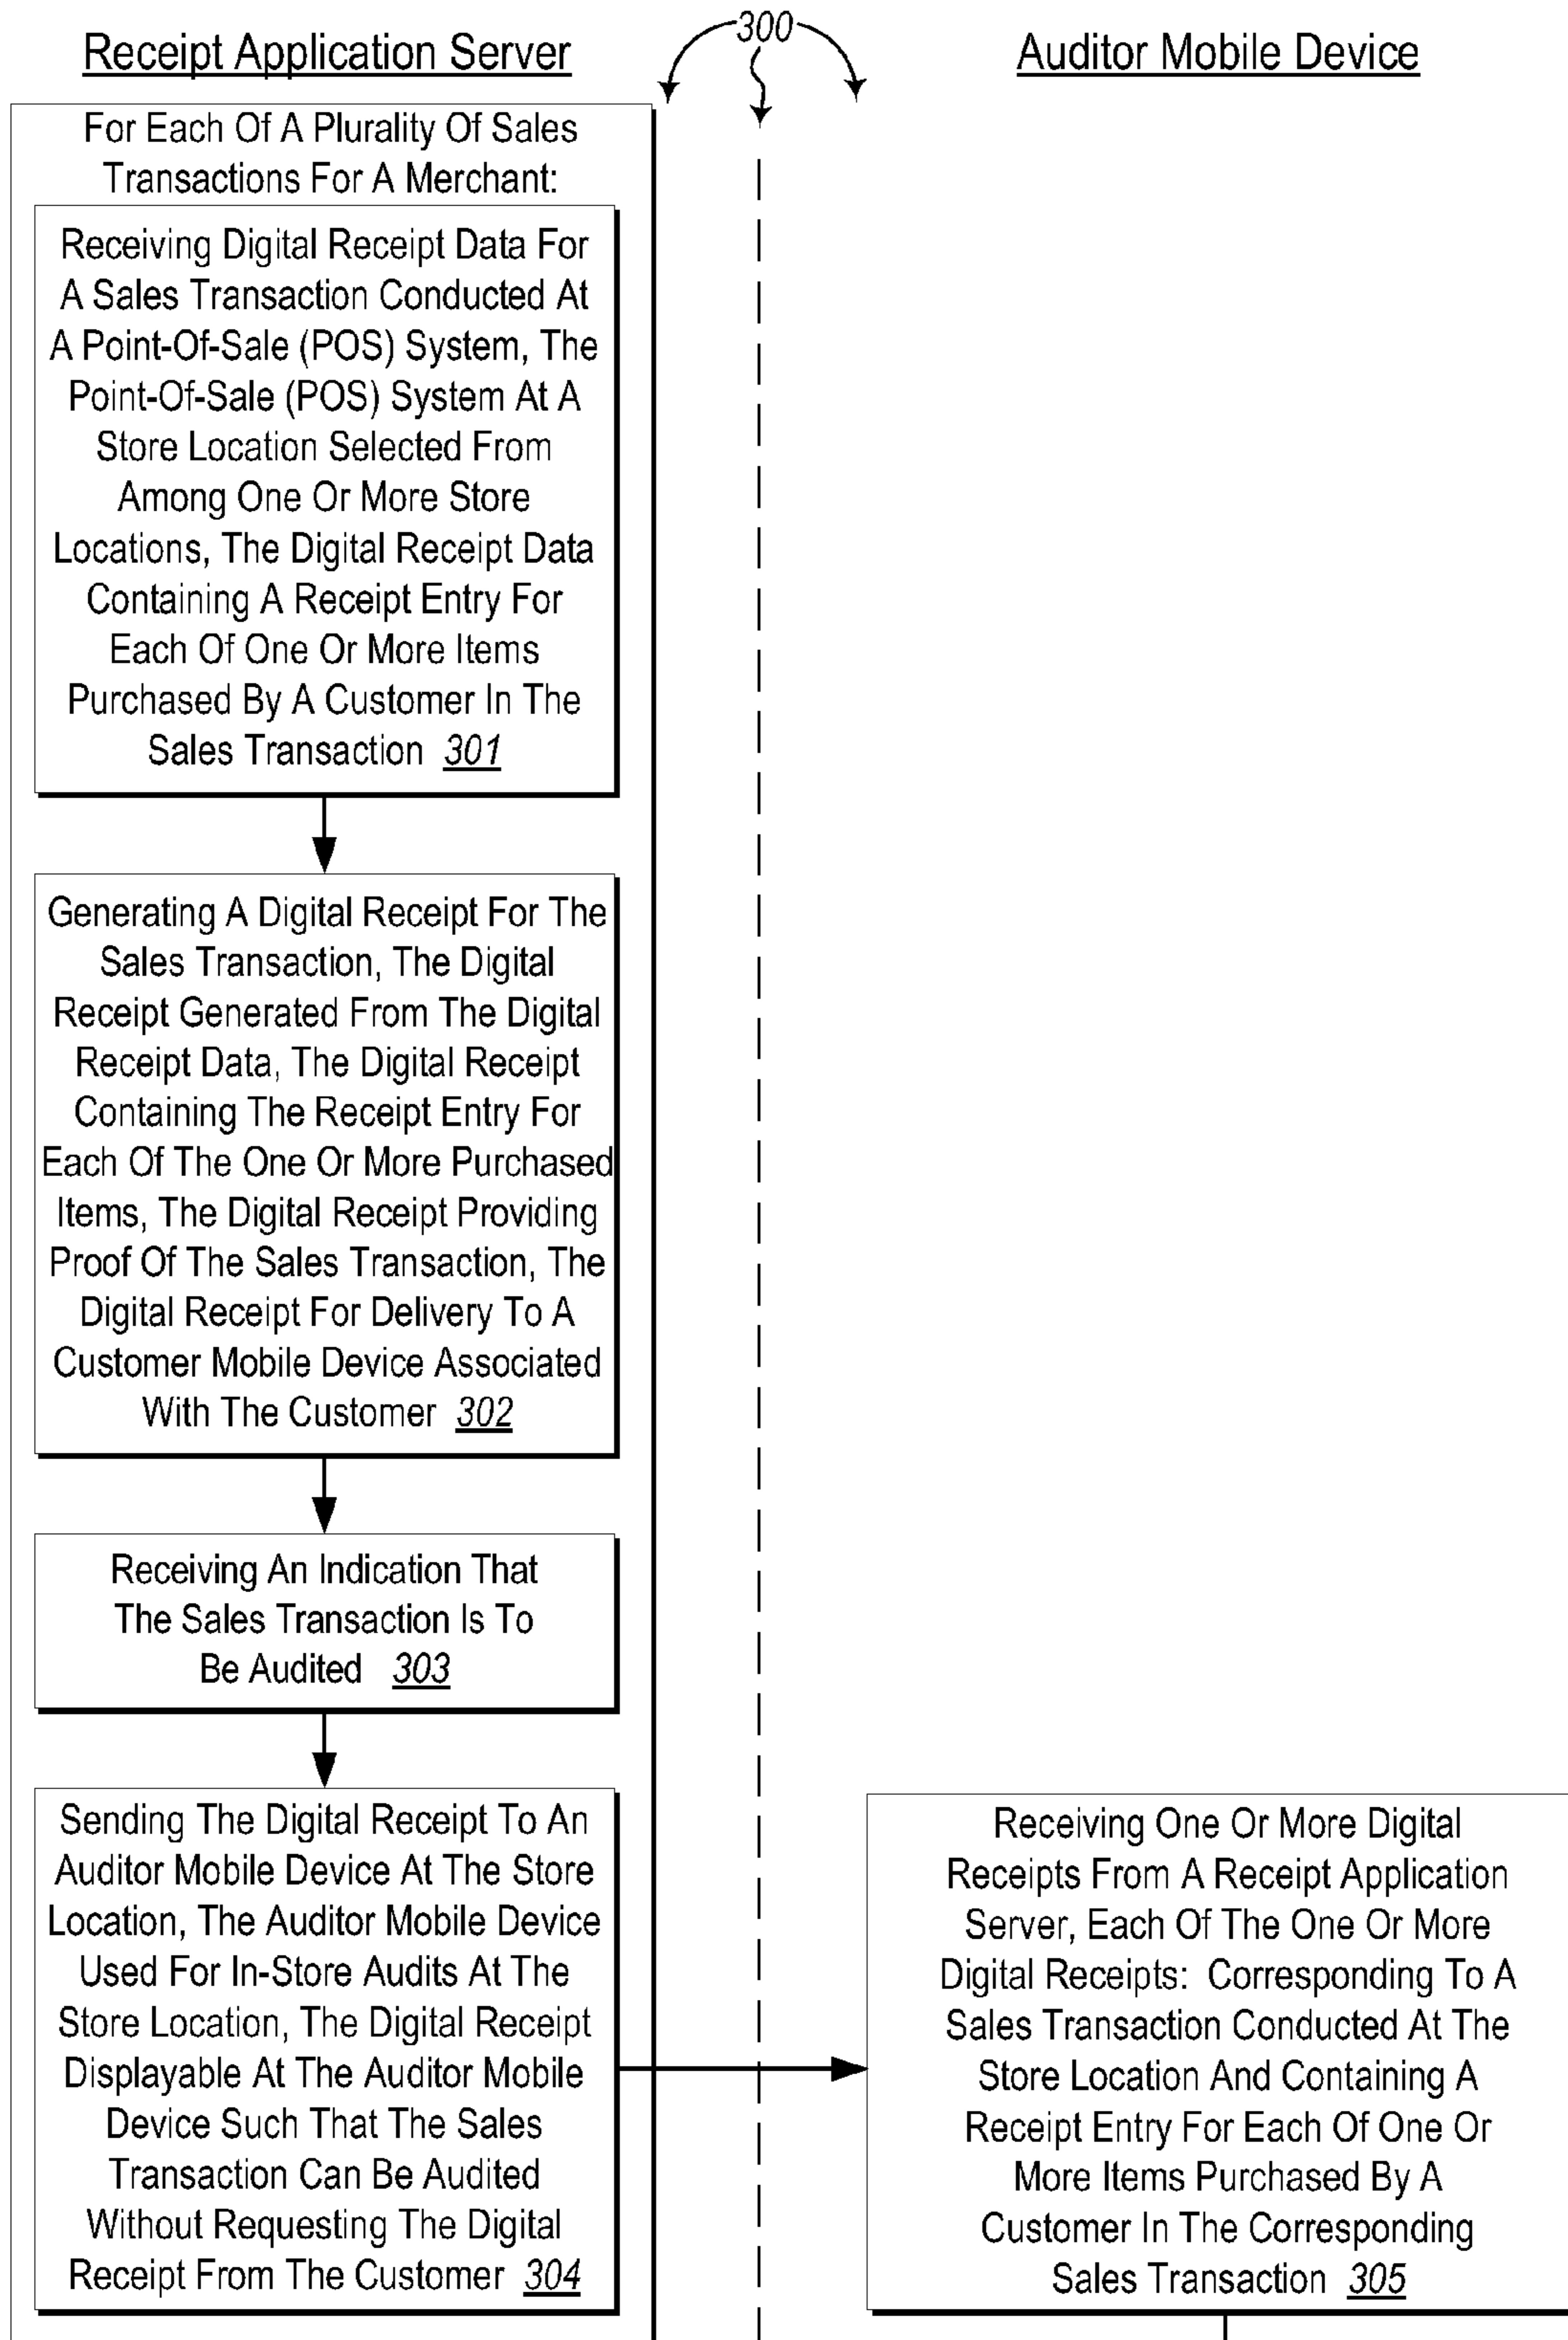 Receipt Application Server
300
Auditor Mobile Device
For Each Of A Plurality Of Sales
Transactions For A Merchant:
Receiving Digital Receipt Data For
A Sales Transaction Conducted At
A Point-Of-Sale (POS) System, The
Point-Of-Sale (POS) System At A
Store Location Selected From
Among One Or More Store
Locations, The Digital Receipt Data
Containing A Receipt Entry For
Each Of One Or More Items
Purchased By A Customer In The
Sales Transaction 301
Generating A Digital Receipt For The
Sales Transaction, The Digital
Receipt Generated From The Digital
Receipt Data, The Digital Receipt
Containing The Receipt Entry For
Each Of The One Or More Purchased
Items, The Digital Receipt Providing
Proof Of The Sales Transaction, The
Digital Receipt For Delivery To A
Customer Mobile Device Associated
With The Customer 302
Receiving An Indication That
The Sales Transaction Is To
Be Audited 303
Sending The Digital Receipt To An
Auditor Mobile Device At The Store
Location, The Auditor Mobile Device
Used For In-Store Audits At The
Store Location, The Digital Receipt
Displayable At The Auditor Mobile
Device Such That The Sales
Transaction Can Be Audited
Without Requesting The Digital
Receipt From The Customer 304
Receiving One Or More Digital
Receipts From A Receipt Application
Server, Each Of The One Or More
Digital Receipts: Corresponding To A
Sales Transaction Conducted At The
Store Location And Containing A
Receipt Entry For Each Of One Or
More Items Purchased By A
Customer In The Corresponding
Sales Transaction 305